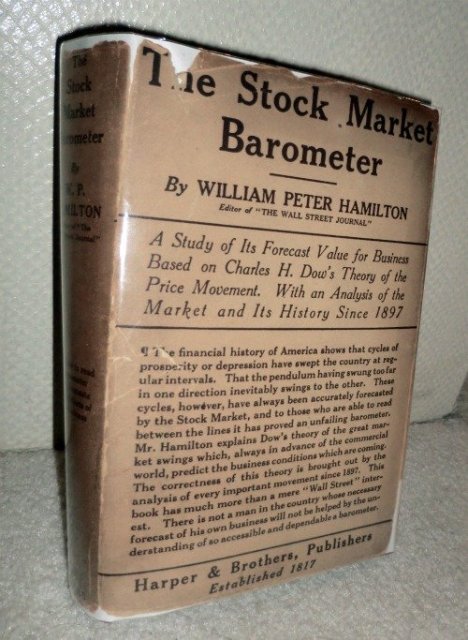 The
Stock
Market
Barometer
By
W. P.
HAMILTON
The Stock Market
Barometer
By WILLIAM PETER HAMILTON
Editor of "THE WALL STREET JOURNAL"
A Study of Its Forecast Value for Business
Based on Charles H. Dow's Theory of the
Price Movement. With an Analysis of the
Market and Its History Since 1897
¶ The financial history of America shows that cycles of
prosperity or depression have swept the country at reg-
ular intervals. That the pendulum having swung too far
in one direction inevitably swings to the other. These
cycles, however, have always been accurately forecasted
by the Stock Market, and to those who are able to read
between the lines it has proved an unfailing barometer.
Mr. Hamilton explains Dow's theory of the great mar-
ket swings which, always in advance of the commercial
world, predict the business conditions which are coming.
The correctness of this theory is brought out by the
analysis of every important movement since 1897. This
book has much more than a mere "Wall Street" inter-
est. There is not a man in the country whose necessary
forecast of his own business will not be helped by the un-
derstanding of so accessible and dependable a barometer.
Harper & Brothers, Publishers
Established 1817